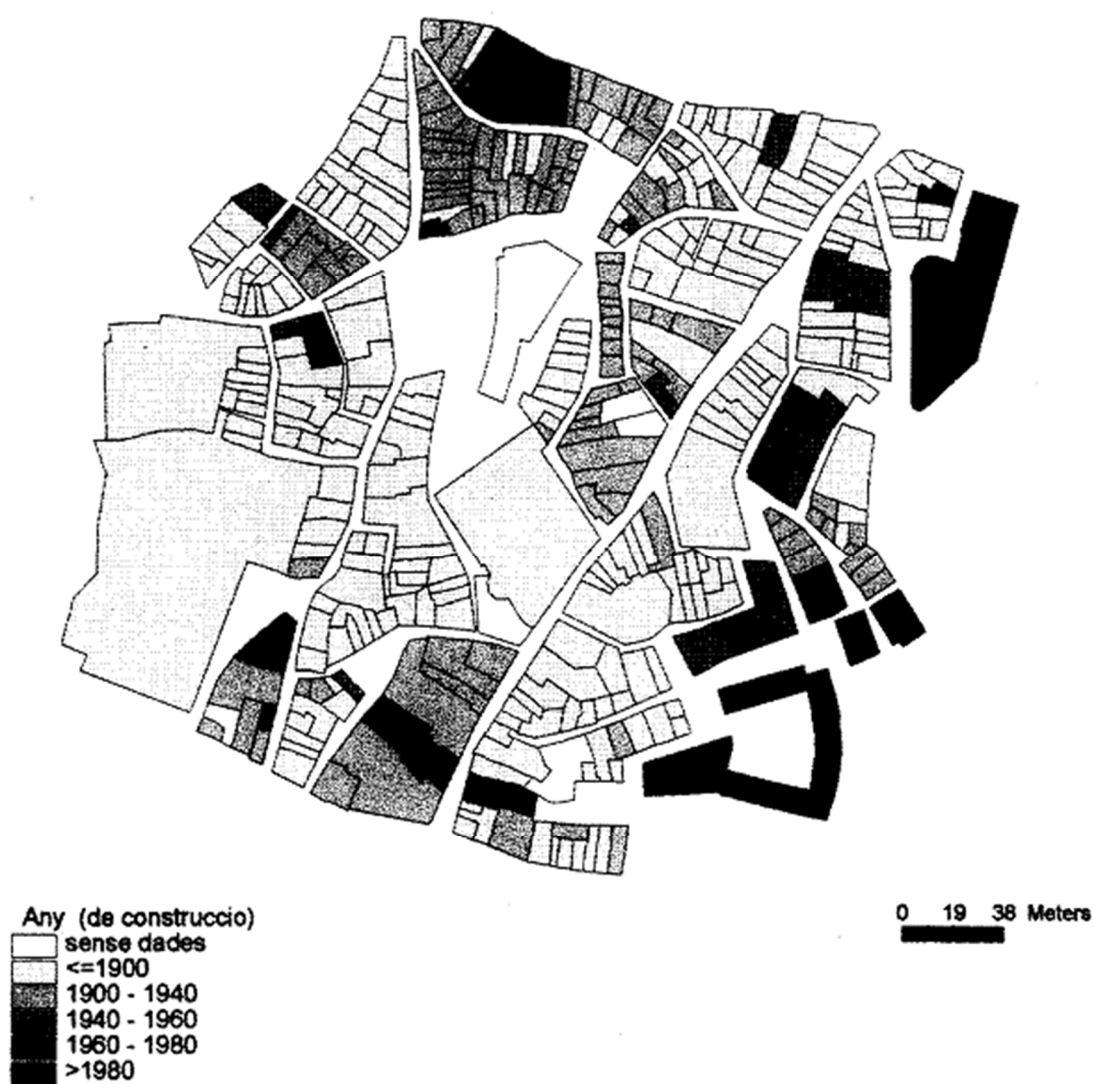 Any (de construccio)
sense dades
<=1900
1900 - 1940
1940 - 1960
1960 - 1980
>1980
0 19 38 Meters